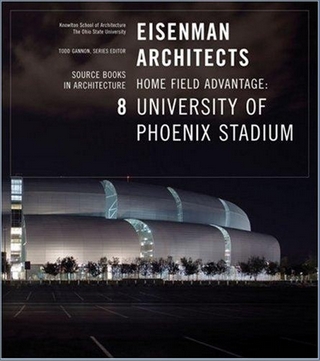 Knowlton School of Architecture
The Ohio State University
TODD GANNON, SERIES EDITOR
SOURCE BOOKS
IN ARCHITECTURE
8
EISENMAN
ARCHITECTS
HOME FIELD ADVANTAGE:
UNIVERSITY OF
PHOENIX STADIUM